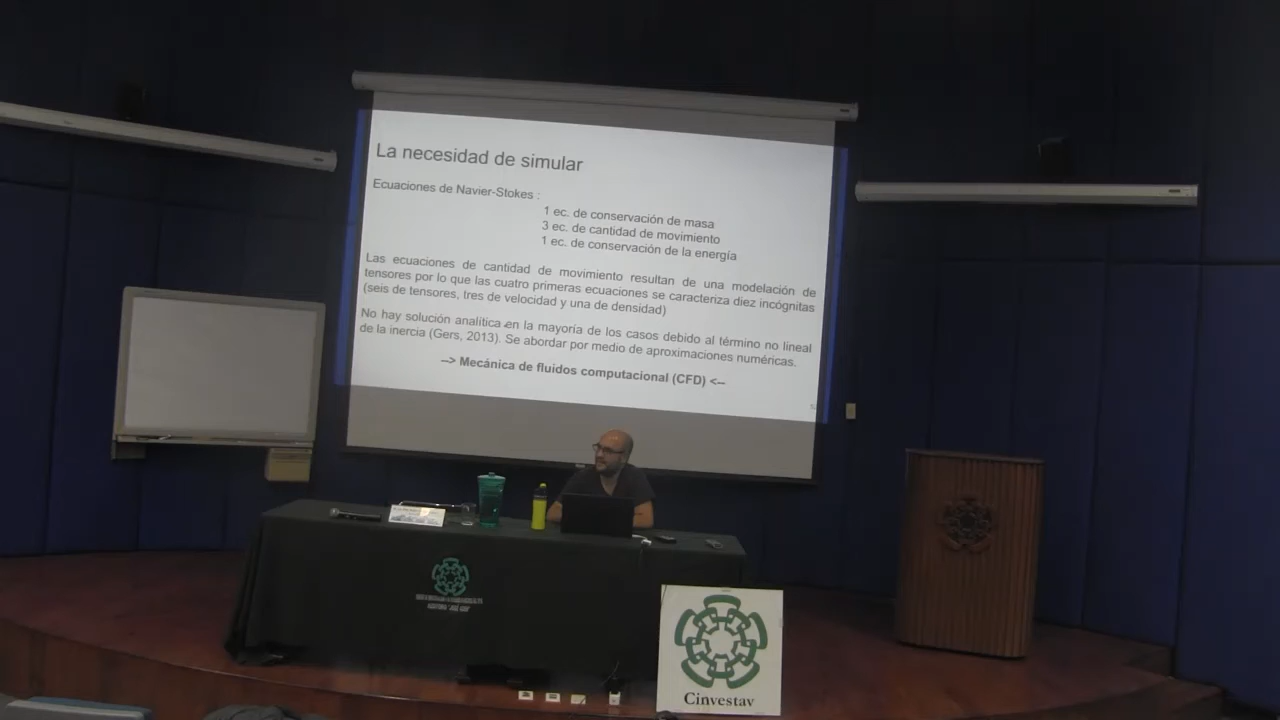 La necesidad de simular
Ecuaciones de Navier-Stokes :
1 ec. de conservación de masa
3 ec. de cantidad de movimiento
1 ec. de conservación de la energía
Las ecuaciones de cantidad de movimiento resultan de una modelación de
tensores por lo que las cuatro primeras ecuaciones se caracteriza diez incógnitas
(seis de tensores, tres de velocidad y una de densidad)
No hay solución analítica en la mayoría de los casos debido al término no lineal
de la inercia (Gers, 2013). Se abordar por medio de aproximaciones numéricas.
--> Mecánica de fluidos computacional (CFD) <--
Cinvestav